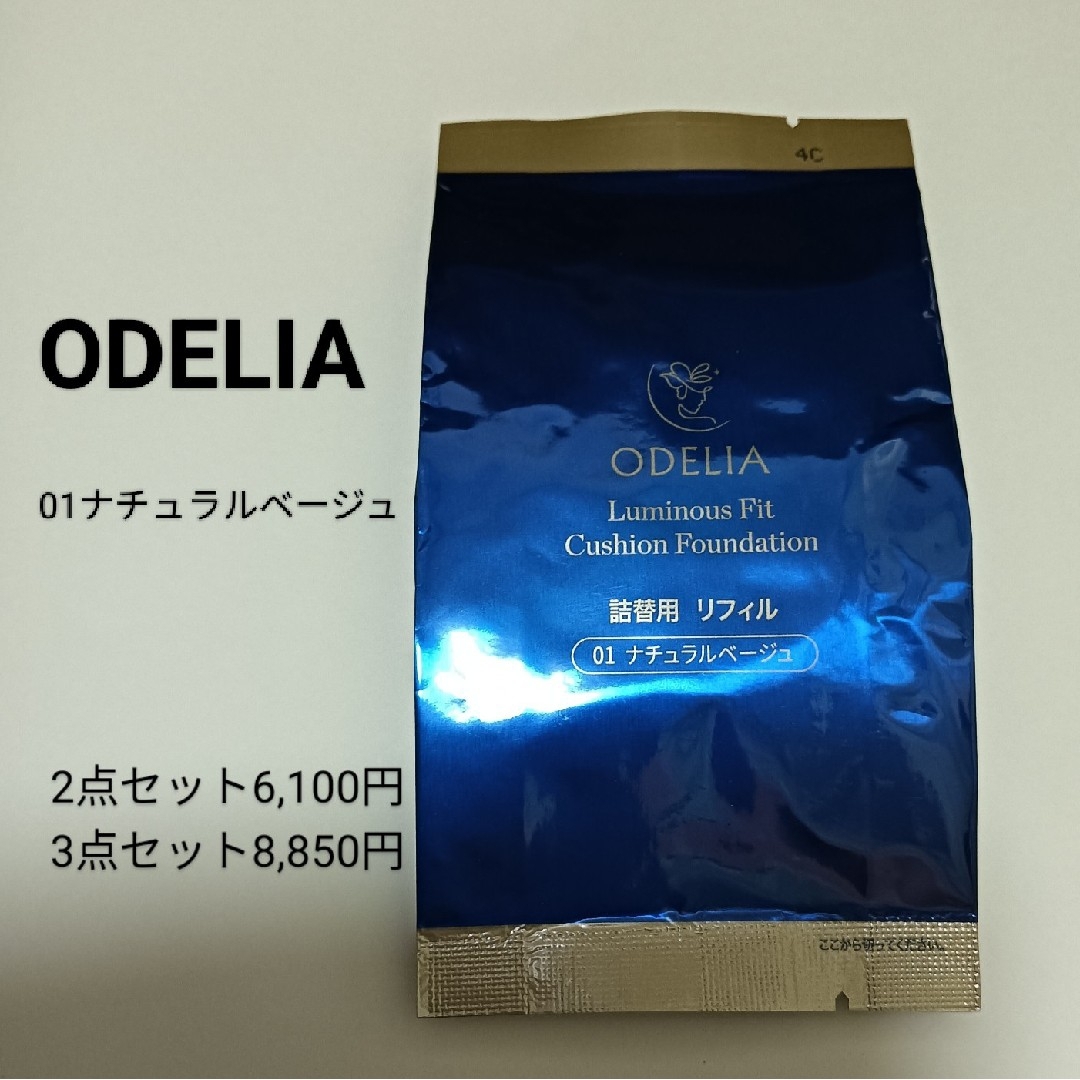 ODELIA
01ナチュラルベージュ
2点セット6,100円
3点セット8,850円
4C
ODELIA
Luminous Fit
Cushion Foundation
詰替用 リフィル
01 ナチュラルベージュ
ここから切ってください。